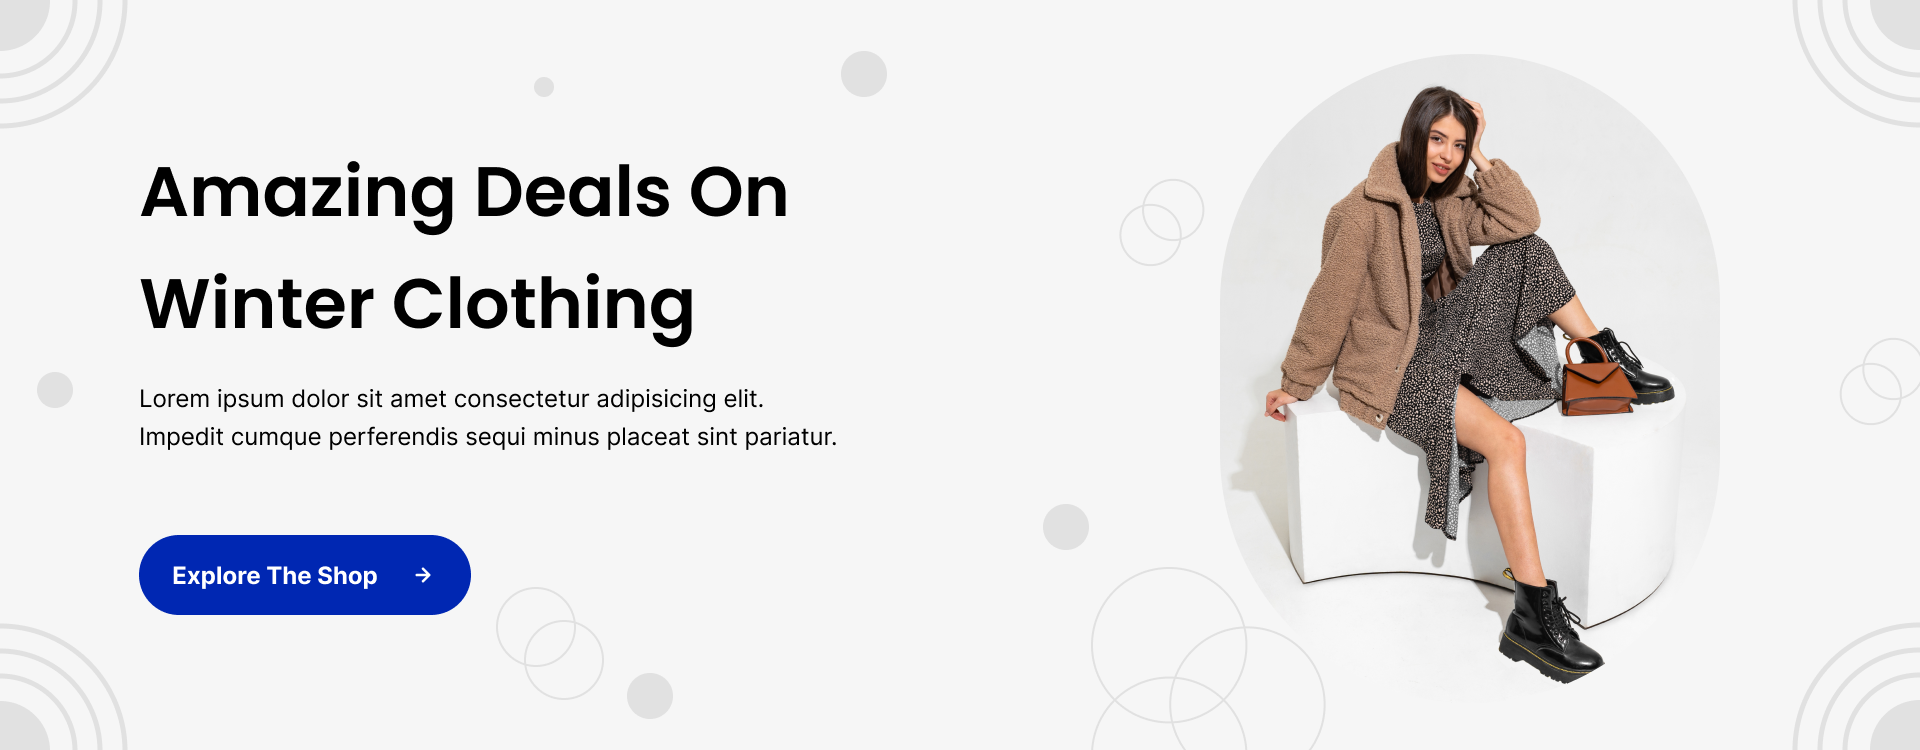 Amazing Deals On
Winter Clothing
Lorem ipsum dolor sit amet consectetur adipisicing elit.
Impedit cumque perferendis sequi minus placeat sint pariatur.
Explore The Shop →